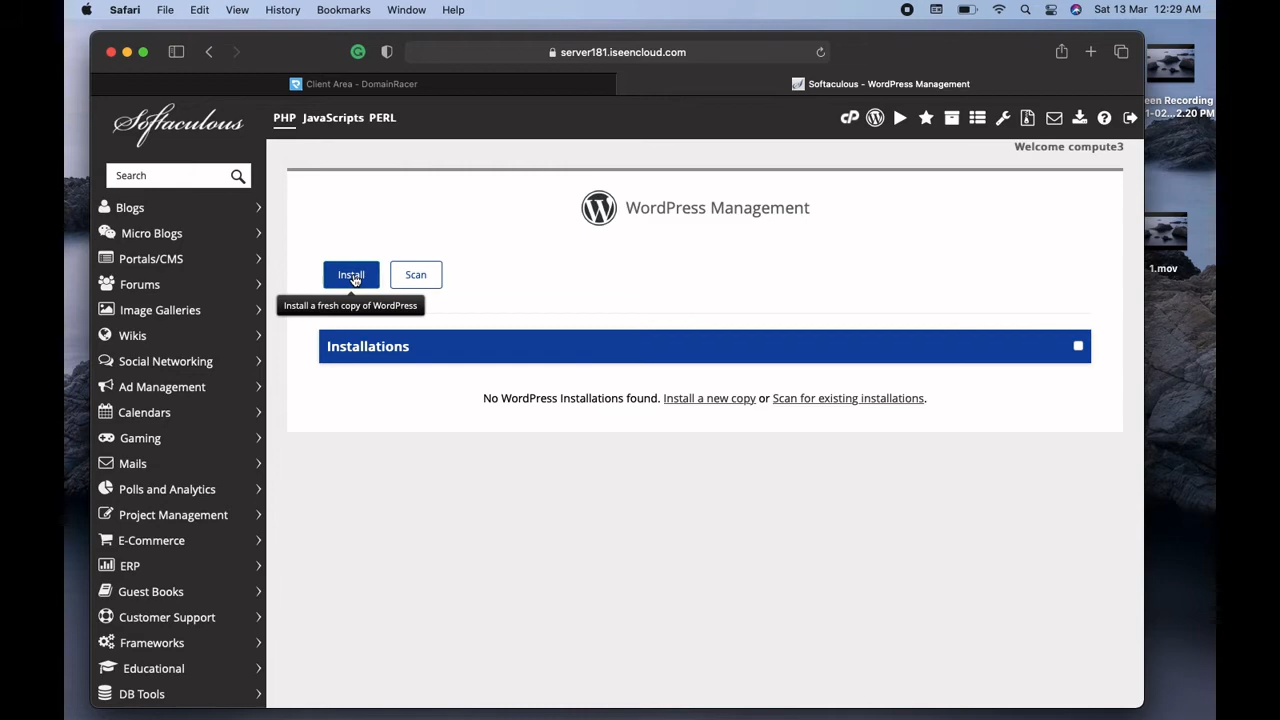 Safari File Edit View History Bookmarks Window Help Sat 13 Mar 12:29 AM
server181.iseencloud.com
Client Area - DomainRacer
Softaculous - WordPress Management
een Recording
1-02...2.20 PM
1.mov
Softaculous
PHP JavaScripts PERL
cP
Welcome compute3
Search
WordPress Management
Install
Scan
Install a fresh copy of WordPress
Installations
No WordPress Installations found. Install a new copy or Scan for existing installations.
Blogs
Micro Blogs
Portals/CMS
Forums
Image Galleries
Wikis
Social Networking
Ad Management
Calendars
Gaming
Mails
Polls and Analytics
Project Management
E-Commerce
ERP
Guest Books
Customer Support
Frameworks
Educational
DB Tools